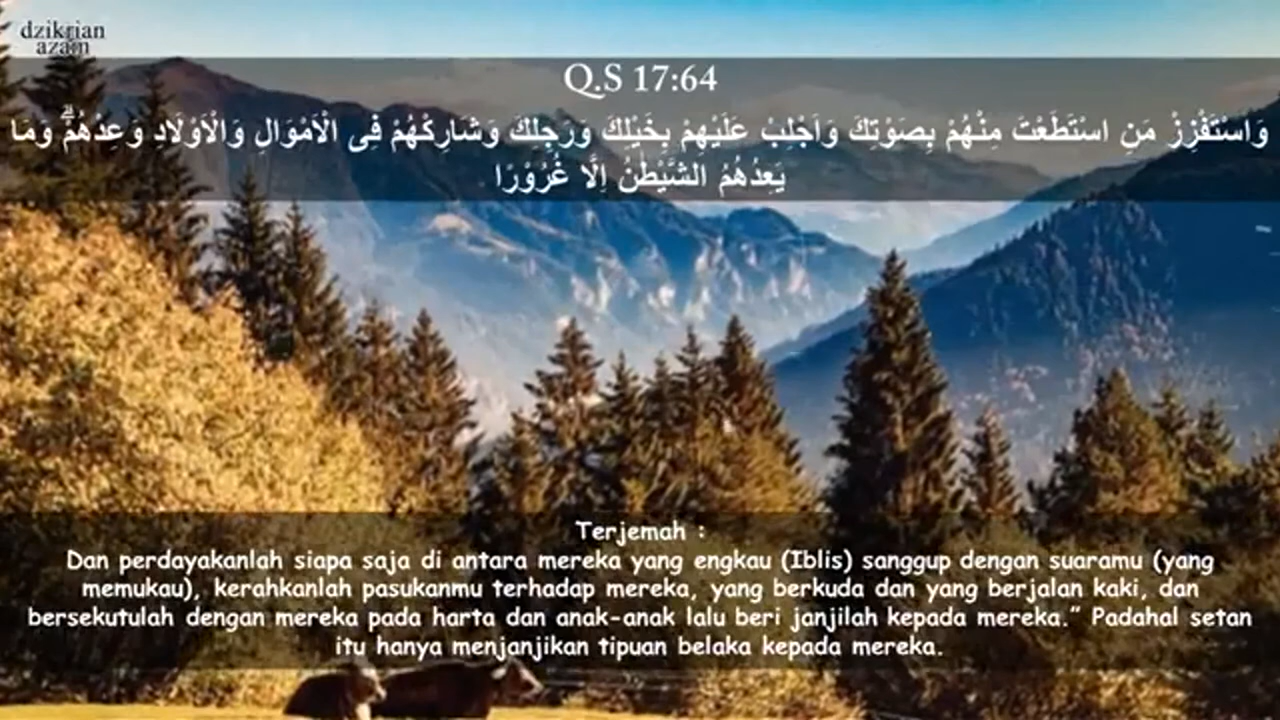 dzikrian
azain
Q.S 17:64
وَاسْتَفْزِزْ مَنِ اسْتَطَعْتَ مِنْهُمْ بِصَوْتِكَ وَاَجْلِبْ عَلَيْهِمْ بِخَيْلِكَ وَرَجِلِكَ وَشَارِكْهُمْ فِى الْاَمْوَالِ وَالْاَوْلَادِ وَعِدْهُمْۗ وَمَا
يَعِدُهُمُ الشَّيْطٰنُ اِلَّا غُرُوْرًا
Terjemah :
Dan perdayakanlah siapa saja di antara mereka yang engkau (Iblis) sanggup dengan suaramu (yang
memukau), kerahkanlah pasukanmu terhadap mereka, yang berkuda dan yang berjalan kaki, dan
bersekutulah dengan mereka pada harta dan anak-anak lalu beri janjilah kepada mereka.” Padahal setan
itu hanya menjanjikan tipuan belaka kepada mereka.